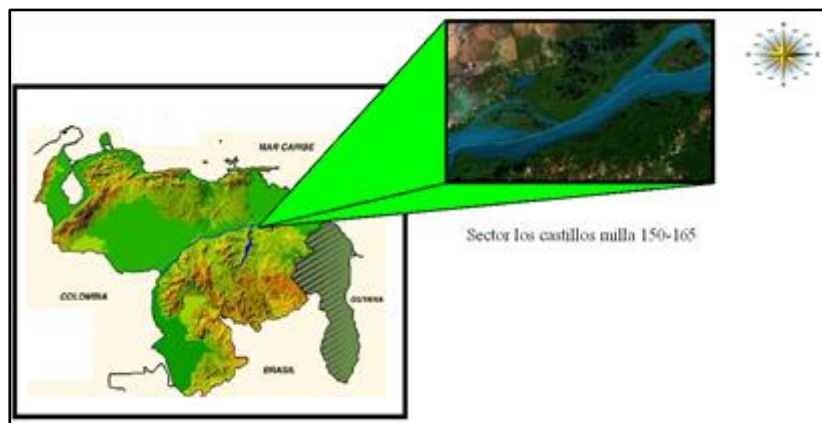 MAR CARIBE
Sector los castillos milla 150-165
COLOMBIA
GUYANA
BRASIL